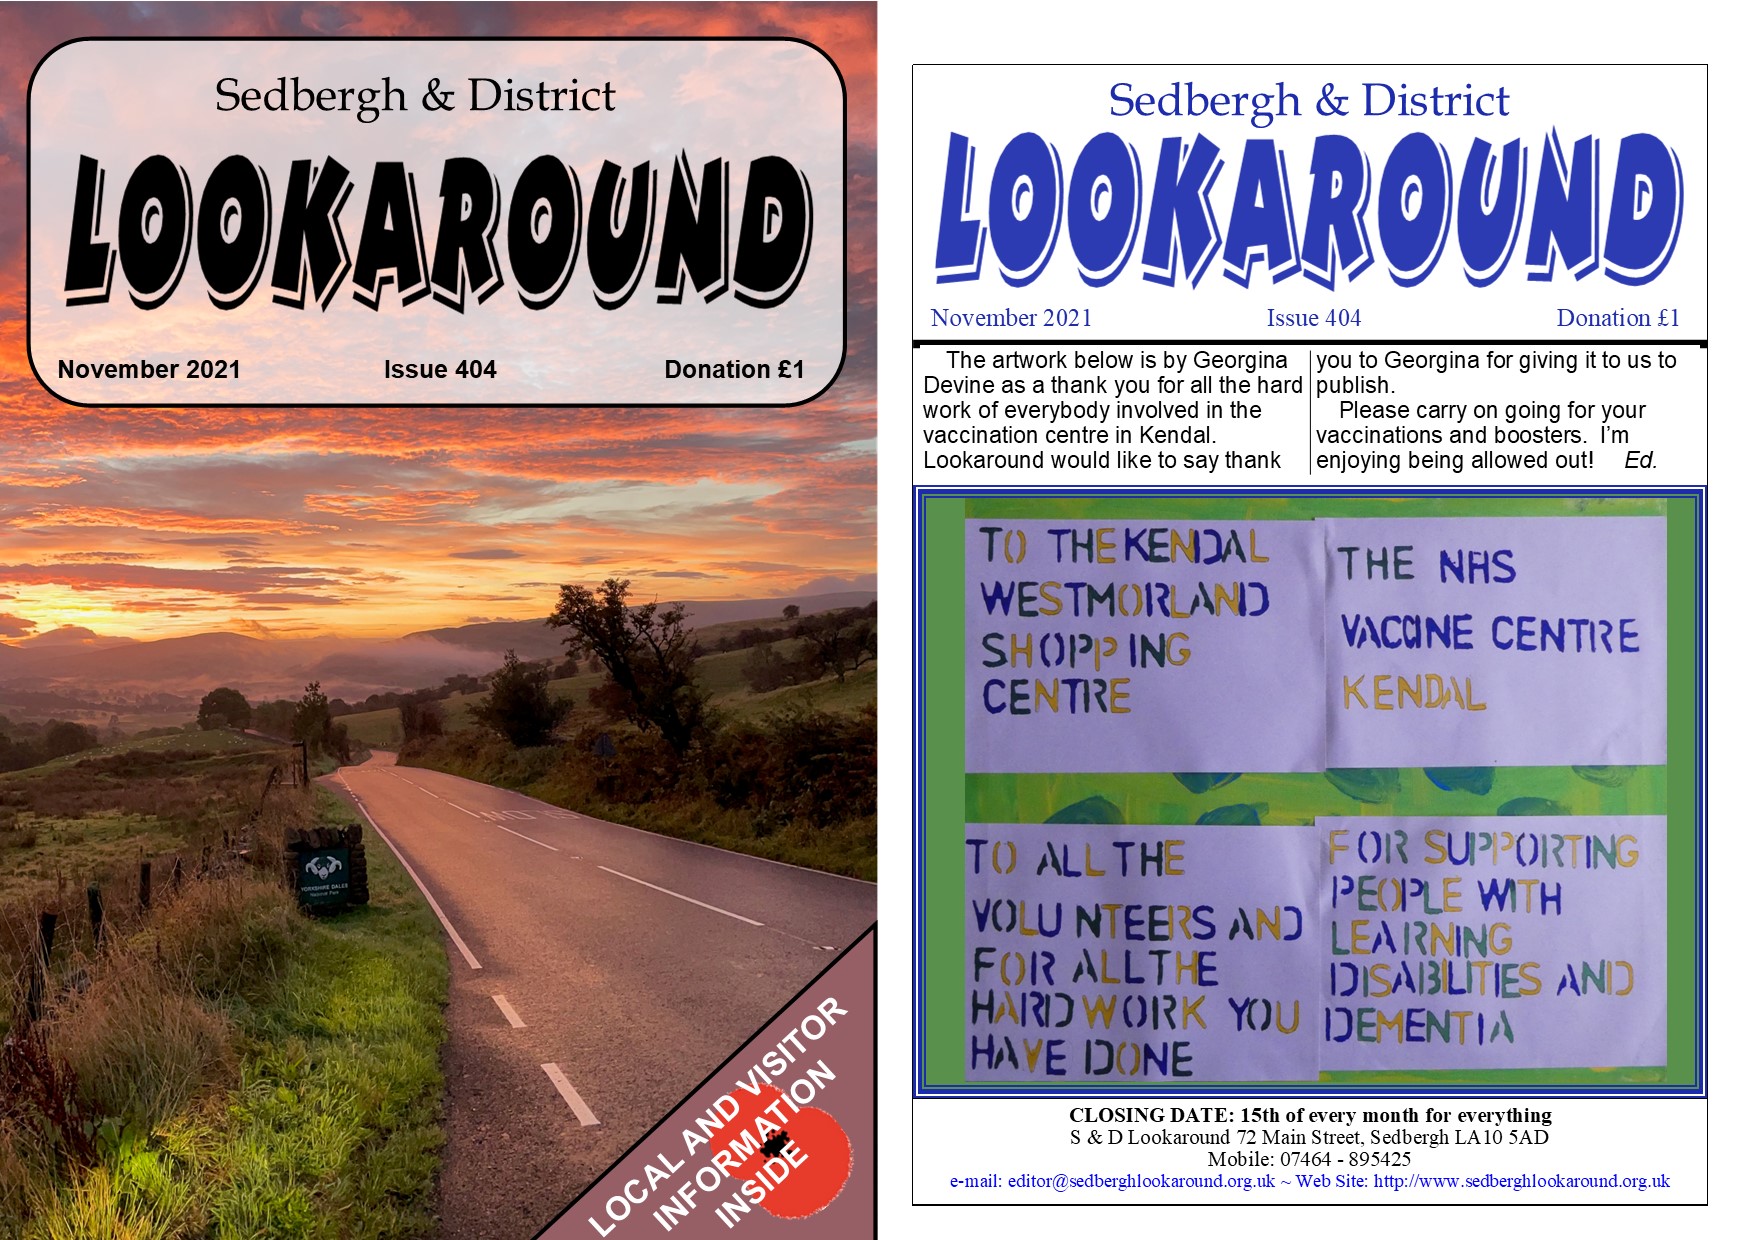 Sedbergh & District
LOOKAROUND
November 2021 Issue 404 Donation £1
SLOW
YORKSHIRE DALES
National Park
LOCAL AND VISITOR
INFORMATION
INSIDE
Sedbergh & District
LOOKAROUND
November 2021 Issue 404 Donation £1
The artwork below is by Georgina
Devine as a thank you for all the hard
work of everybody involved in the
vaccination centre in Kendal.
Lookaround would like to say thank
you to Georgina for giving it to us to
publish.
Please carry on going for your
vaccinations and boosters. I'm
enjoying being allowed out! Ed.
TO THE KENDAL
WESTMORLAND
SHOPPING
CENTRE
THE NHS
VACCINE CENTRE
KENDAL
TO ALL THE
VOLUNTEERS AND
FOR ALL THE
HARD WORK YOU
HAVE DONE
FOR SUPPORTING
PEOPLE WITH
LEARNING
DISABILITIES AND
DEMENTIA
CLOSING DATE: 15th of every month for everything
S & D Lookaround 72 Main Street, Sedbergh LA10 5AD
Mobile: 07464 - 895425
e-mail: editor@sedberghlookaround.org.uk ~ Web Site: http://www.sedberghlookaround.org.uk